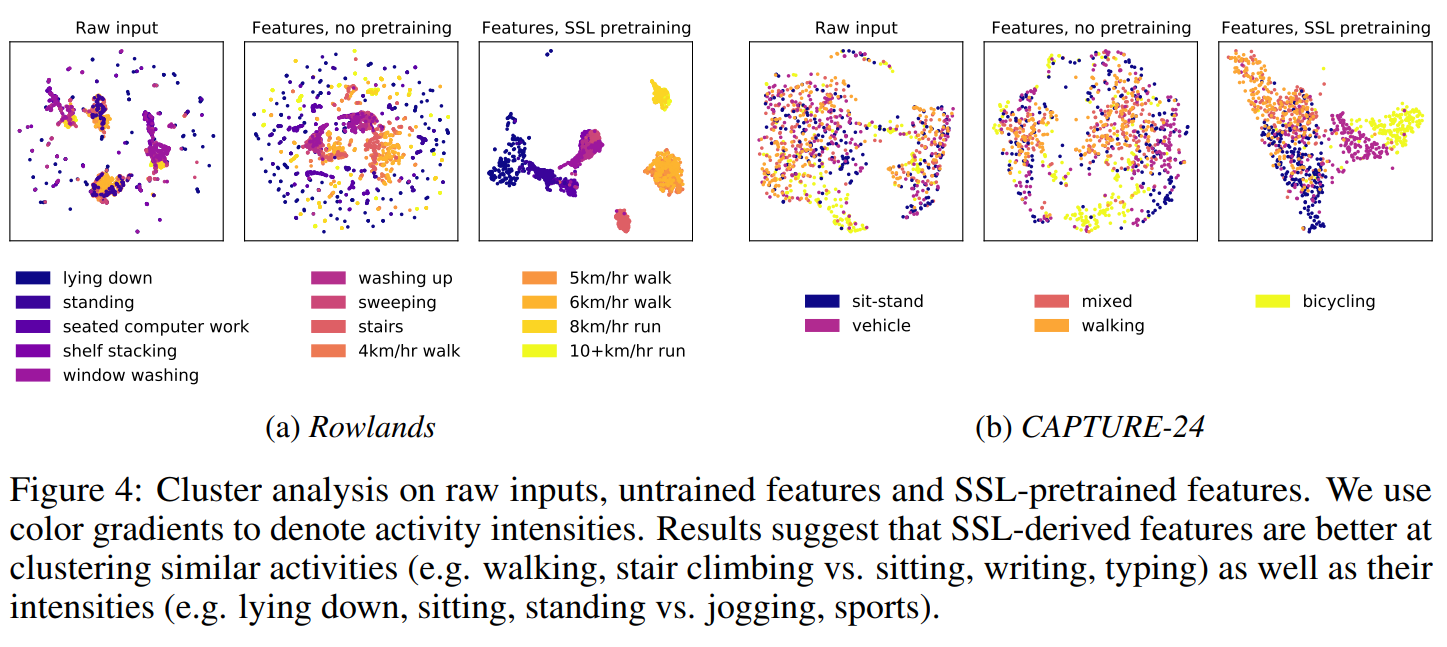 Raw input
Features, no pretraining
Features, SSL pretraining
Raw input
Features, no pretraining
Features, SSL pretraining
lying down
standing
seated computer work
shelf stacking
window washing
washing up
sweeping
stairs
4km/hr walk
5km/hr walk
6km/hr walk
8km/hr run
10+km/hr run
sit-stand
vehicle
mixed
walking
bicycling
(a) Rowlands
(b) CAPTURE-24
Figure 4: Cluster analysis on raw inputs, untrained features and SSL-pretrained features. We use
color gradients to denote activity intensities. Results suggest that SSL-derived features are better at
clustering similar activities (e.g. walking, stair climbing vs. sitting, writing, typing) as well as their
intensities (e.g. lying down, sitting, standing vs. jogging, sports).